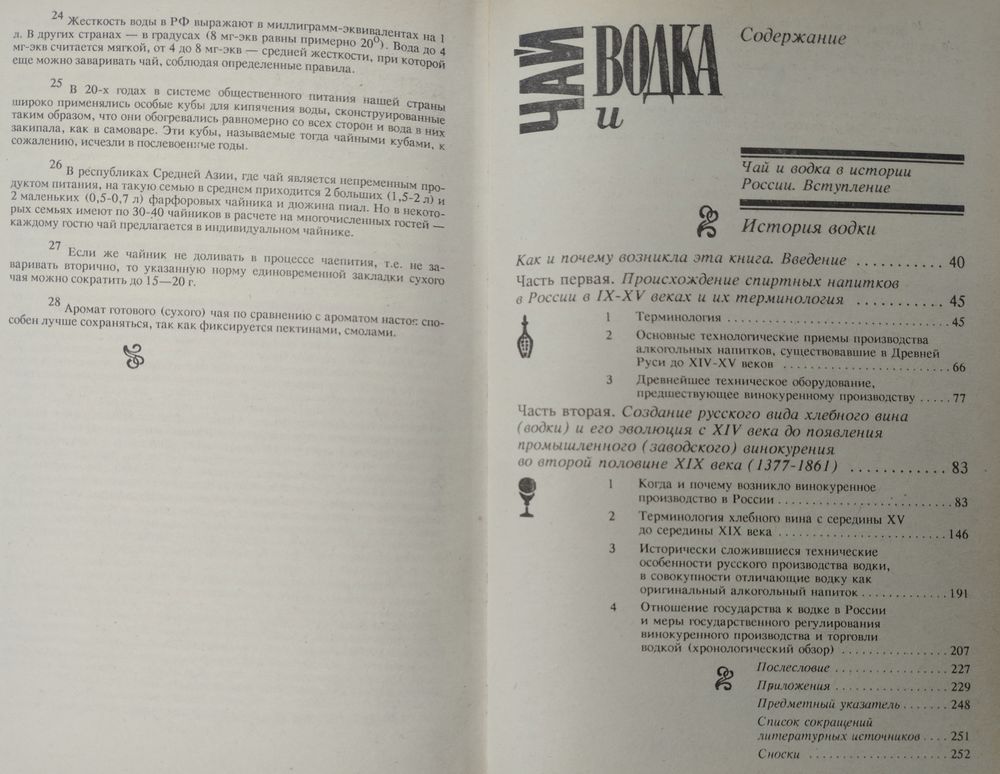 24 Жесткость воды в РФ выражают в миллиграмм-эквивалентах на 1
л. В других странах — в градусах (8 мг-экв равны примерно 20°). Вода до 4
мг-экв считается мягкой, от 4 до 8 мг-экв — средней жесткости, при которой
еще можно заваривать чай, соблюдая определенные правила.
25 В 20-х годах в системе общественного питания нашей страны
широко применялись особые кубы для кипячения воды, сконструированные
таким образом, что они обогревались равномерно со всех сторон и вода в них
закипала, как в самоваре. Эти кубы, называемые тогда чайными кубами, к
сожалению, исчезли в послевоенные годы.
26 В республиках Средней Азии, где чай является непременным про-
дуктом питания, на такую семью в среднем приходится 2 больших (1,5-2 л) и
2 маленьких (0,5-0,7 л) фарфоровых чайника и дюжина пиал. Но в некото-
рых семьях имеют по 30-40 чайников в расчете на многочисленных гостей —
каждому гостю чай предлагается в индивидуальном чайнике.
27 Если же чайник не доливать в процессе чаепития, т.е. не за-
варивать вторично, то указанную норму единовременной закладки сухого
чая можно сократить до 15—20 г.
28 Аромат готового (сухого) чая по сравнению с ароматом настоя спо-
собен лучше сохраняться, так как фиксируется пектинами, смолами.
ЧАЙ
и
ВОДКА
Содержание
Чай и водка в истории
России. Вступление
История водки
Как и почему возникла эта книга. Введение ............ 40
Часть первая. Происхождение спиртных напитков
в России в IX-XV веках и их терминология ............ 45
1 Терминология ............ 45
2 Основные технологические приемы производства
алкогольных напитков, существовавшие в Древней
Руси до XIV-XV веков ............ 66
3 Древнейшее техническое оборудование,
предшествующее винокуренному производству ..... 77
Часть вторая. Создание русского вида хлебного вина
(водки) и его эволюция с XIV века до появления
промышленного (заводского) винокурения
во второй половине XIX века (1377-1861) ............ 83
1 Когда и почему возникло винокуренное
производство в России ............ 83
2 Терминология хлебного вина с середины XV
до середины XIX века ............ 146
3 Исторически сложившиеся технические
особенности русского производства водки,
в совокупности отличающие водку как
оригинальный алкогольный напиток ............ 191
4 Отношение государства к водке в России
и меры государственного регулирования
винокуренного производства и торговли
водкой (хронологический обзор) ............ 207
Послесловие ............ 227
Приложения ............ 229
Предметный указатель ....... 248
Список сокращений
литературных источников .... 251
Сноски ............ 252